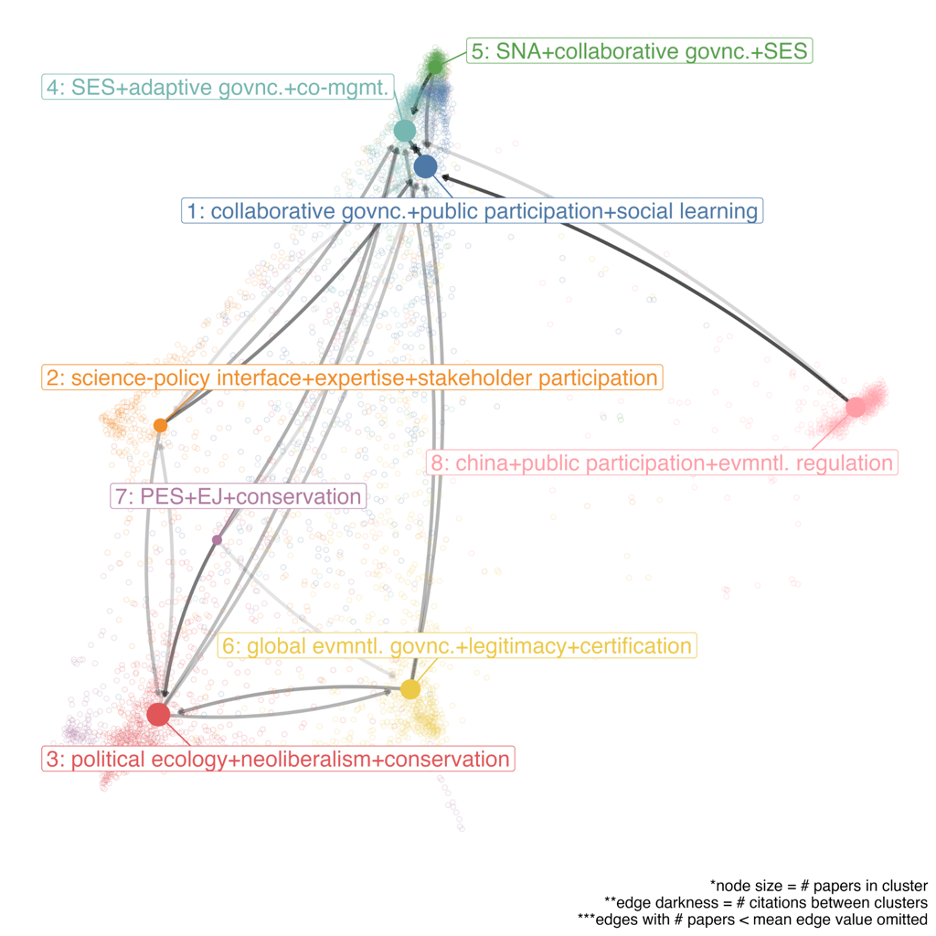 5: SNA+collaborative govnc.+SES
4: SES+adaptive govnc.+co-mgmt.
1: collaborative govnc.+public participation+social learning
2: science-policy interface+expertise+stakeholder participation
8: china+public participation+evmntl. regulation
7: PES+EJ+conservation
6: global evmntl. govnc.+legitimacy+certification
3: political ecology+neoliberalism+conservation
*node size = # papers in cluster
**edge darkness = # citations between clusters
***edges with # papers < mean edge value omitted